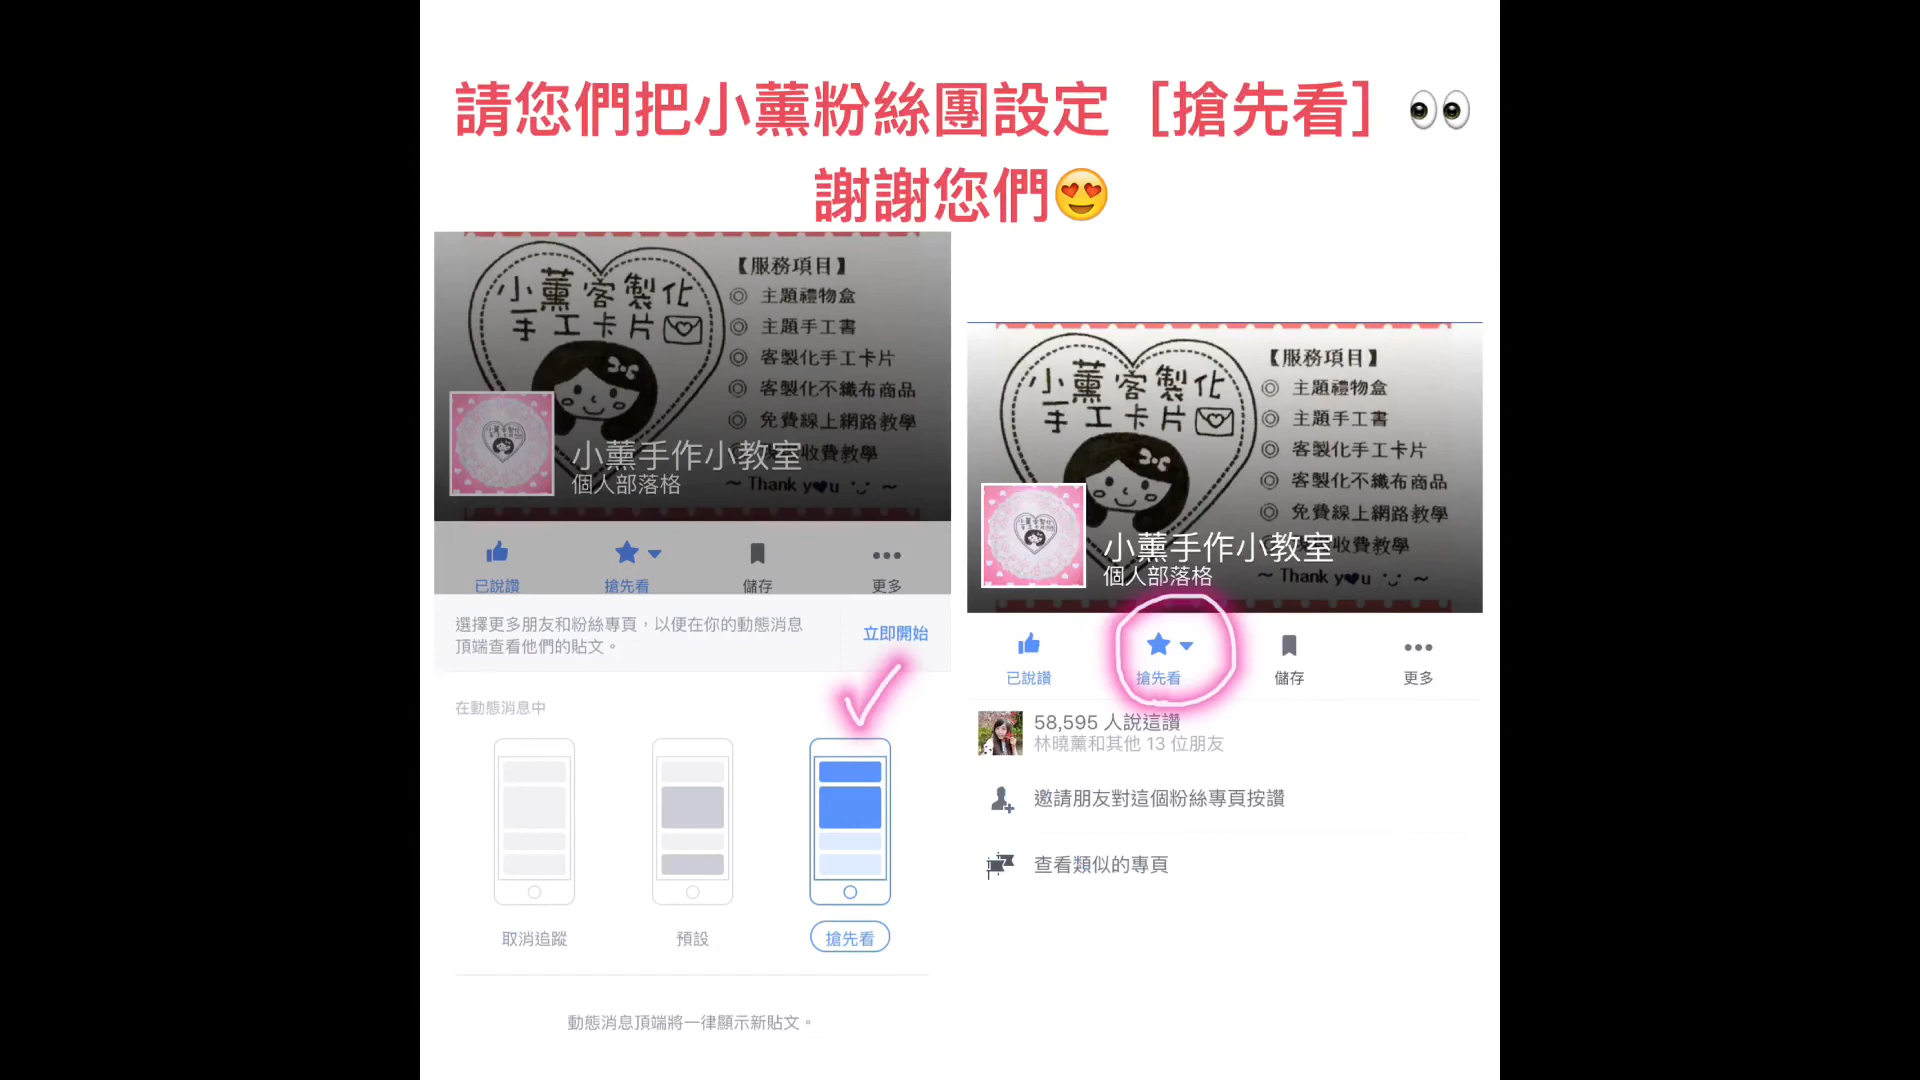 請您們把小薰粉絲團設定［搶先看］👀
謝謝您們😍
小薰客製化
手工卡片
【服務項目】
◎ 主題禮物盒
◎ 主題手工書
◎ 客製化手工卡片
◎ 客製化不織布商品
◎ 免費線上網路教學
收費教學
~ Thank y♥u ~
小薰手作小教室
個人部落格
已說讚
搶先看
儲存
更多
選擇更多朋友和粉絲專頁，以便在你的動態消息
頂端查看他們的貼文。
立即開始
在動態消息中
取消追蹤
預設
搶先看
動態消息頂端將一律顯示新貼文。
小薰客製化
手工卡片
【服務項目】
◎ 主題禮物盒
◎ 主題手工書
◎ 客製化手工卡片
◎ 客製化不織布商品
◎ 免費線上網路教學
收費教學
~ Thank y♥u ~
小薰手作小教室
個人部落格
已說讚
搶先看
儲存
更多
58,595 人說這讚
林曉薰和其他 13 位朋友
邀請朋友對這個粉絲專頁按讚
查看類似的專頁